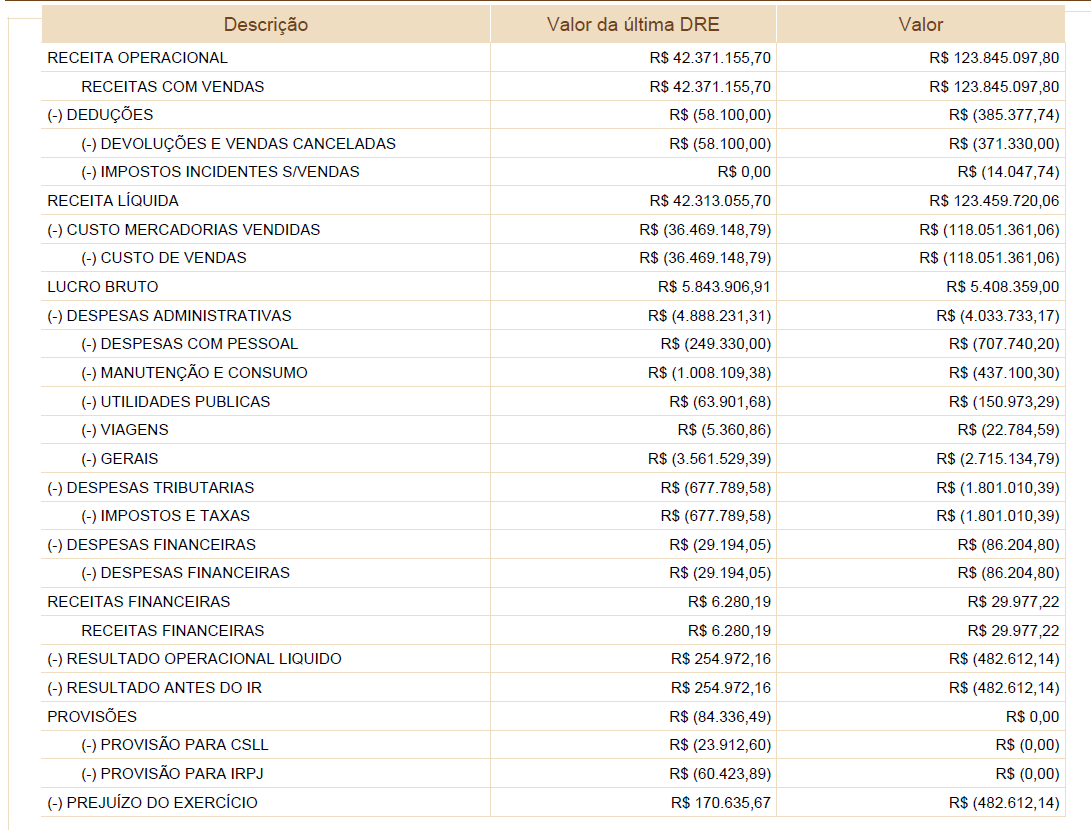 Descrição Valor da última DRE Valor
RECEITA OPERACIONAL R$ 42.371.155,70 R$ 123.845.097,80
RECEITAS COM VENDAS R$ 42.371.155,70 R$ 123.845.097,80
(-) DEDUÇÕES R$ (58.100,00) R$ (385.377,74)
(-) DEVOLUÇÕES E VENDAS CANCELADAS R$ (58.100,00) R$ (371.330,00)
(-) IMPOSTOS INCIDENTES S/VENDAS R$ 0,00 R$ (14.047,74)
RECEITA LÍQUIDA R$ 42.313.055,70 R$ 123.459.720,06
(-) CUSTO MERCADORIAS VENDIDAS R$ (36.469.148,79) R$ (118.051.361,06)
(-) CUSTO DE VENDAS R$ (36.469.148,79) R$ (118.051.361,06)
LUCRO BRUTO R$ 5.843.906,91 R$ 5.408.359,00
(-) DESPESAS ADMINISTRATIVAS R$ (4.888.231,31) R$ (4.033.733,17)
(-) DESPESAS COM PESSOAL R$ (249.330,00) R$ (707.740,20)
(-) MANUTENÇÃO E CONSUMO R$ (1.008.109,38) R$ (437.100,30)
(-) UTILIDADES PUBLICAS R$ (63.901,68) R$ (150.973,29)
(-) VIAGENS R$ (5.360,86) R$ (22.784,59)
(-) GERAIS R$ (3.561.529,39) R$ (2.715.134,79)
(-) DESPESAS TRIBUTARIAS R$ (677.789,58) R$ (1.801.010,39)
(-) IMPOSTOS E TAXAS R$ (677.789,58) R$ (1.801.010,39)
(-) DESPESAS FINANCEIRAS R$ (29.194,05) R$ (86.204,80)
(-) DESPESAS FINANCEIRAS R$ (29.194,05) R$ (86.204,80)
RECEITAS FINANCEIRAS R$ 6.280,19 R$ 29.977,22
RECEITAS FINANCEIRAS R$ 6.280,19 R$ 29.977,22
(-) RESULTADO OPERACIONAL LIQUIDO R$ 254.972,16 R$ (482.612,14)
(-) RESULTADO ANTES DO IR R$ 254.972,16 R$ (482.612,14)
PROVISÕES R$ (84.336,49) R$ 0,00
(-) PROVISÃO PARA CSLL R$ (23.912,60) R$ (0,00)
(-) PROVISÃO PARA IRPJ R$ (60.423,89) R$ (0,00)
(-) PREJUÍZO DO EXERCÍCIO R$ 170.635,67 R$ (482.612,14)